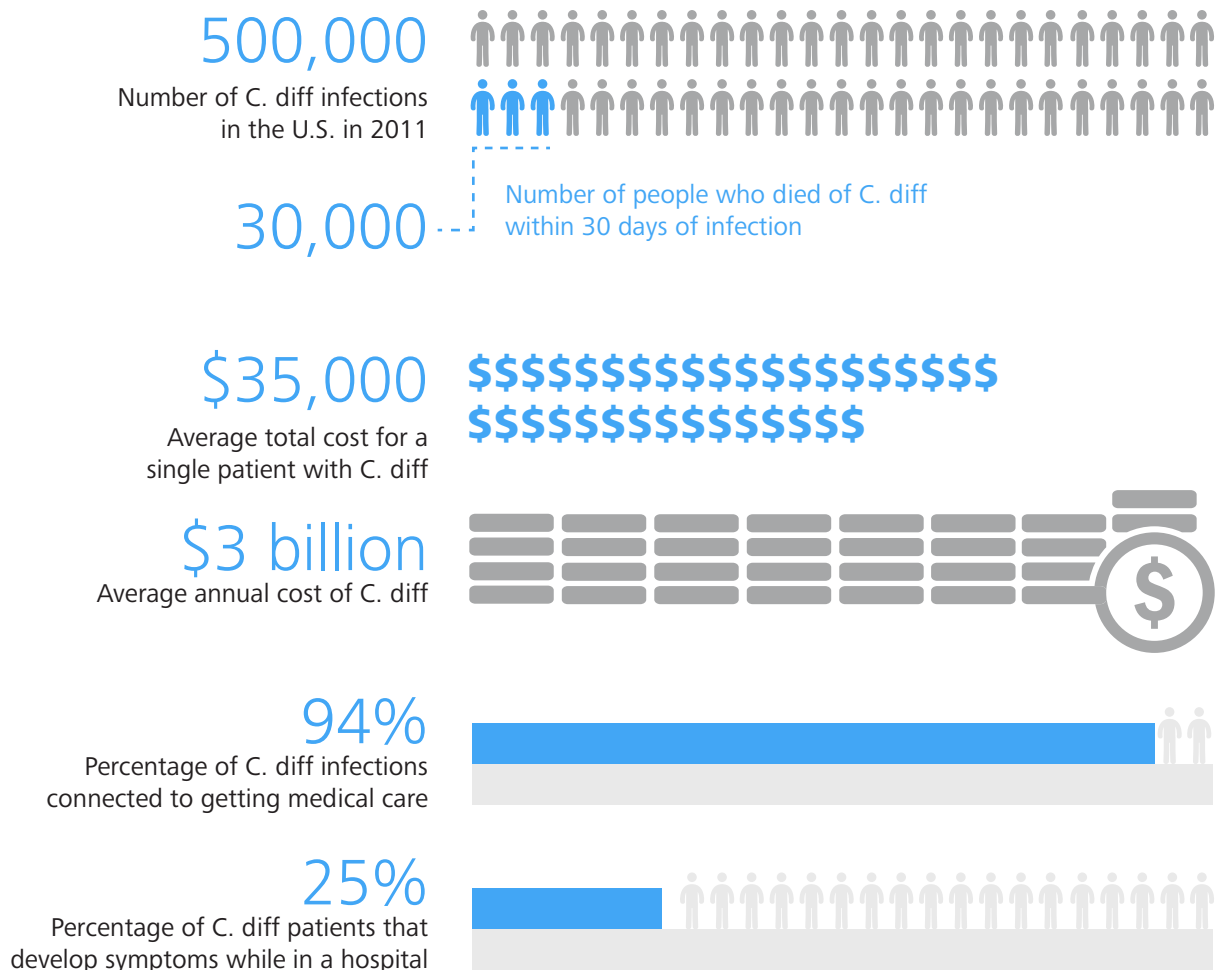 500,000
Number of C. diff infections
in the U.S. in 2011
30,000
Number of people who died of C. diff
within 30 days of infection
$35,000
$$$$$$$$$$$$$$$$$$$$
$$$$$$$$$$$$$$$
Average total cost for a
single patient with C. diff
$3 billion
Average annual cost of C. diff
$
94%
Percentage of C. diff infections
connected to getting medical care
25%
Percentage of C. diff patients that
develop symptoms while in a hospital